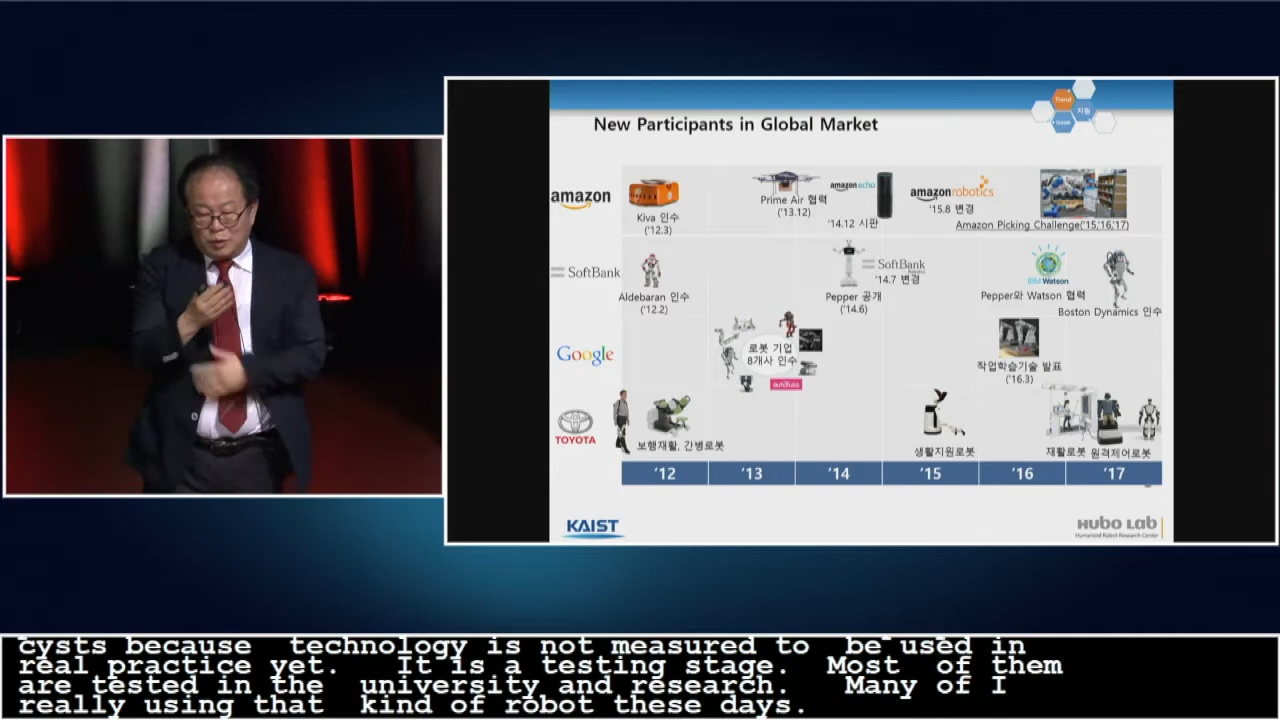 New Participants in Global Market
Trend
지원
Issue
amazon
Kiva 인수
('12.3)
Prime Air 협력
('13.12)
amazon echo
'14.12 시판
amazon robotics
'15.8 변경
Amazon Picking Challenge('15,'16,'17)
SoftBank
Aldebaran 인수
('12.2)
Pepper 공개
('14.6)
SoftBank
'14.7 변경
IBM Watson
Pepper와 Watson 협력
Boston Dynamics 인수
Google
로봇 기업
8개사 인수
autofuss
작업학습기술 발표
('16.3)
TOYOTA
보행재활, 간병로봇
생활지원로봇
재활로봇 원격제어로봇
'12 '13 '14 '15 '16 '17
KAIST
HUBO LAB
Humanoid Robot Research Center
cysts because technology is not measured to be used in
real practice yet. It is a testing stage. Most of them
are tested in the university and research. Many of I
really using that kind of robot these days.